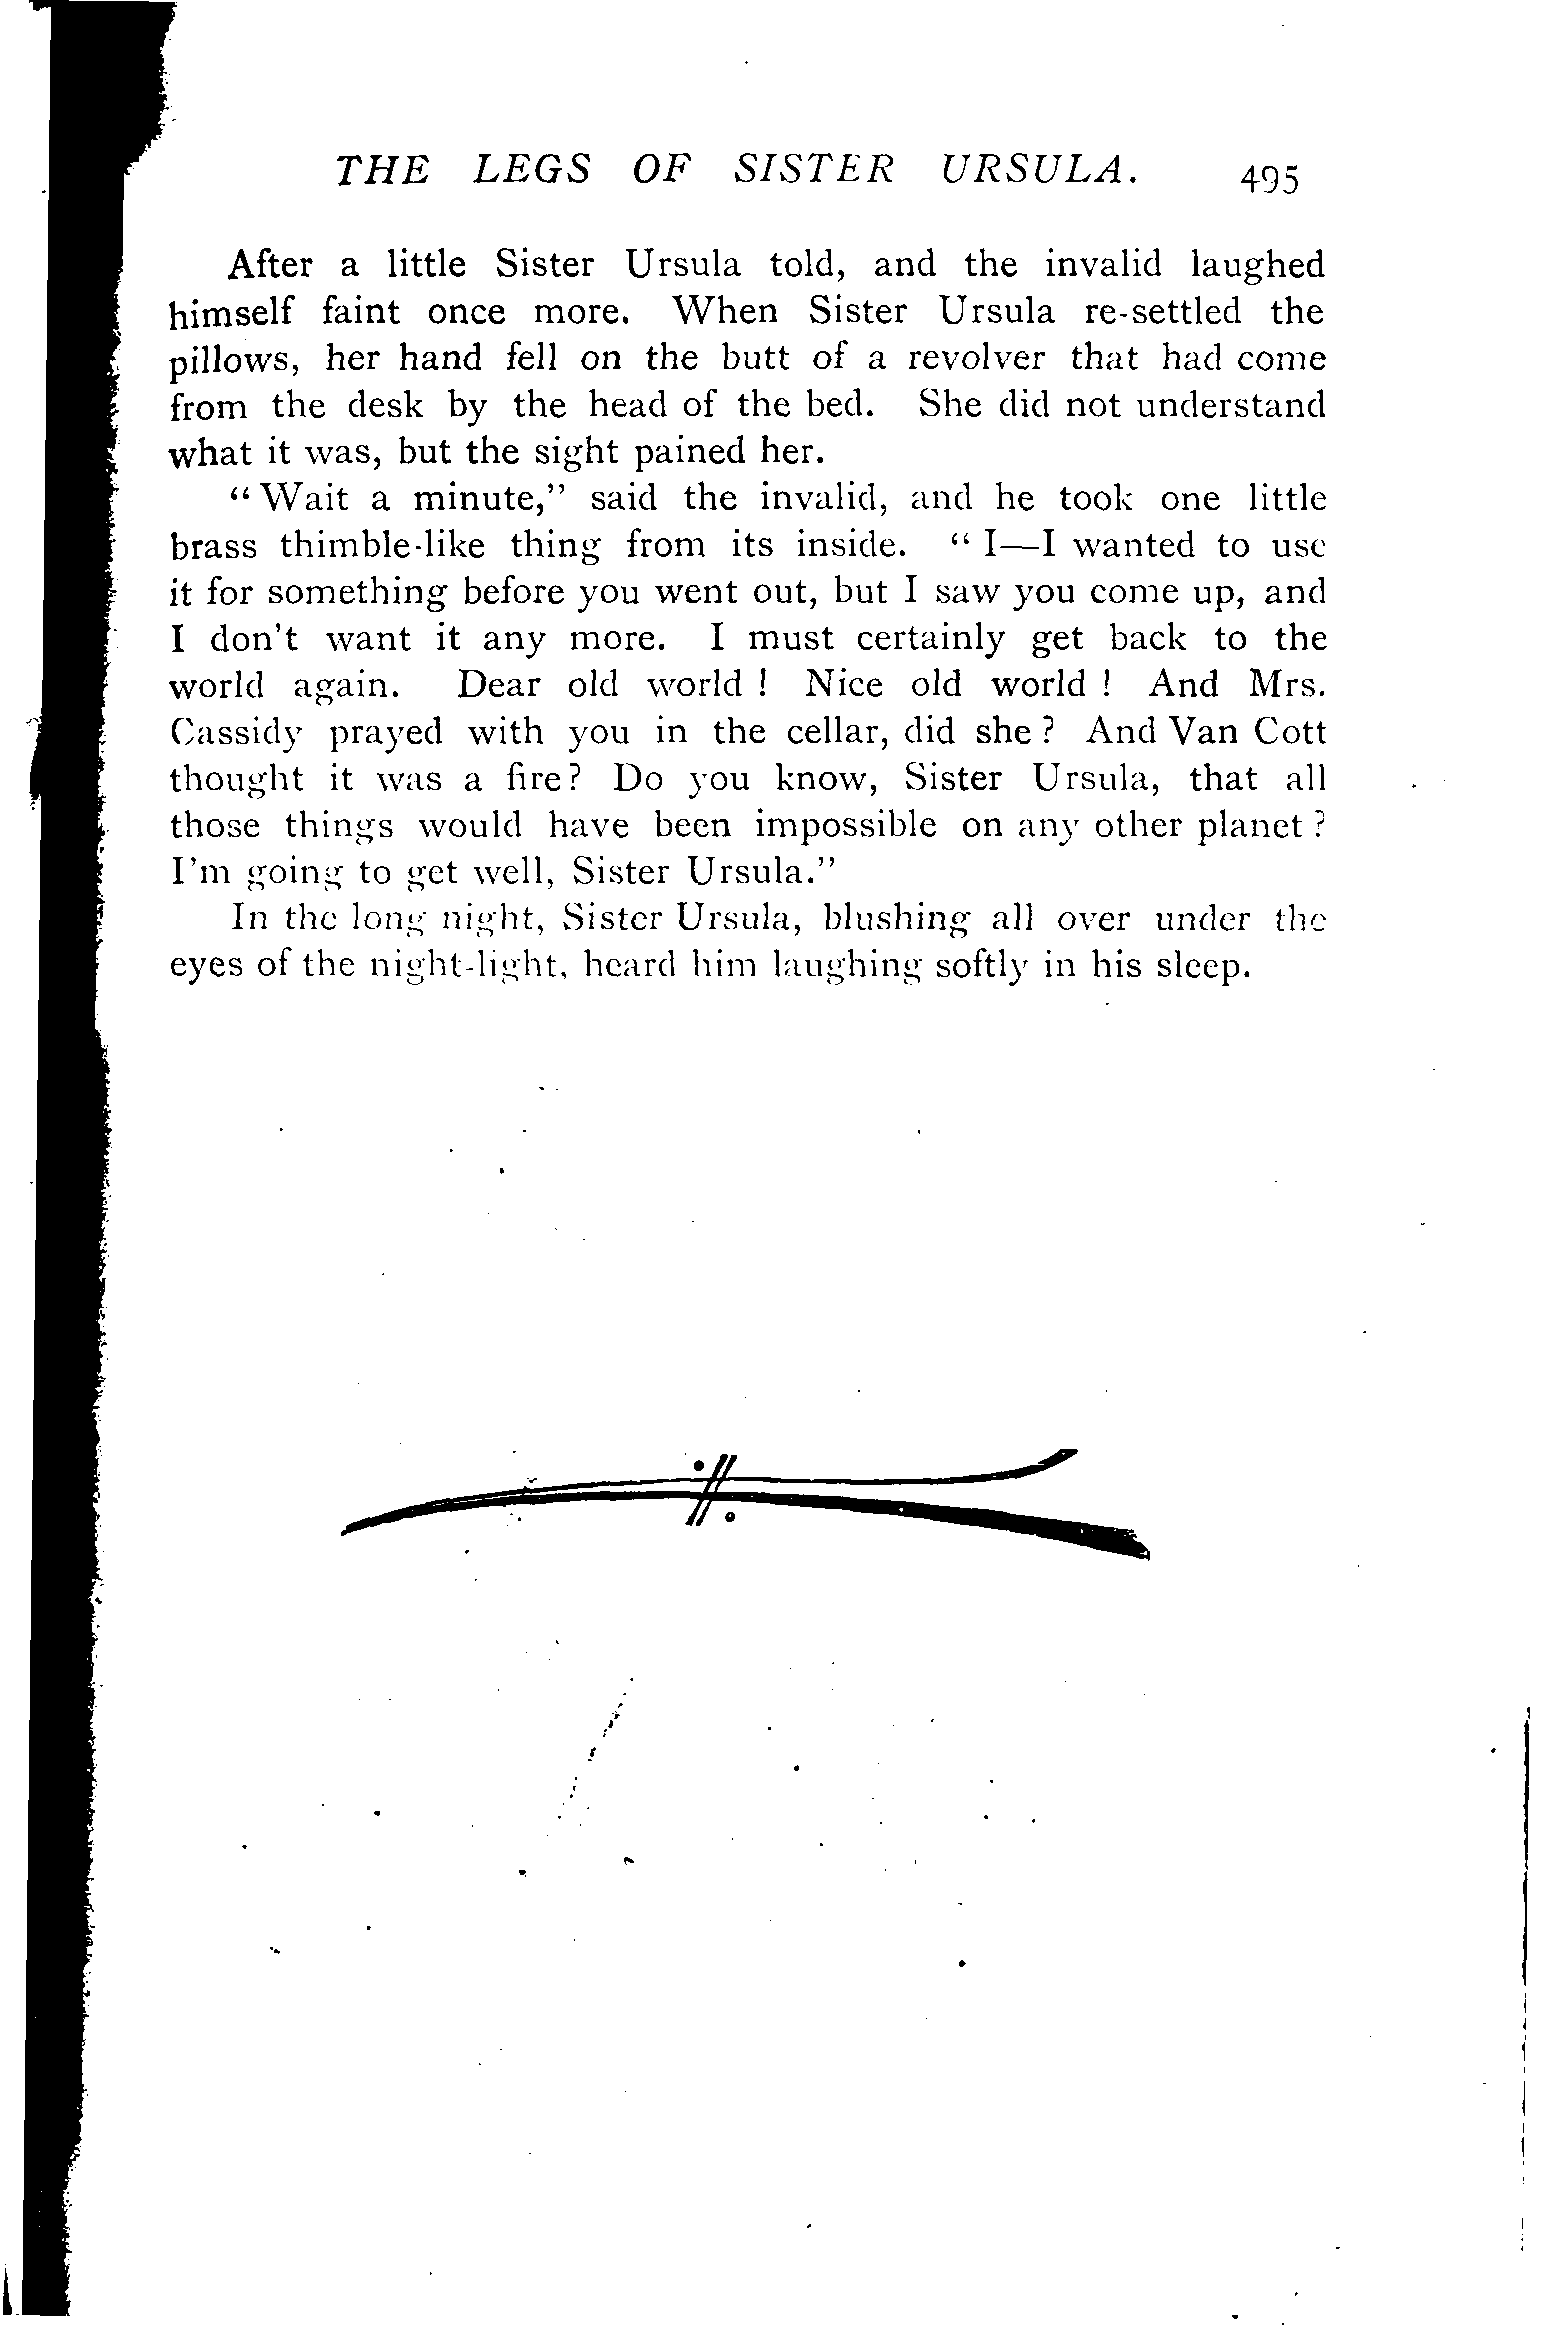 THE LEGS OF SISTER URSULA. 495
After a little Sister Ursula told, and the invalid laughed
himself faint once more. When Sister Ursula re-settled the
pillows, her hand fell on the butt of a revolver that had come
from the desk by the head of the bed. She did not understand
what it was, but the sight pained her.
“Wait a minute,” said the invalid, and he took one little
brass thimble-like thing from its inside. “I—I wanted to use
it for something before you went out, but I saw you come up, and
I don't want it any more. I must certainly get back to the
world again. Dear old world! Nice old world! And Mrs.
Cassidy prayed with you in the cellar, did she? And Van Cott
thought it was a fire? Do you know, Sister Ursula, that all
those things would have been impossible on any other planet?
I'm going to get well, Sister Ursula.”
In the long night, Sister Ursula, blushing all over under the
eyes of the night-light, heard him laughing softly in his sleep.